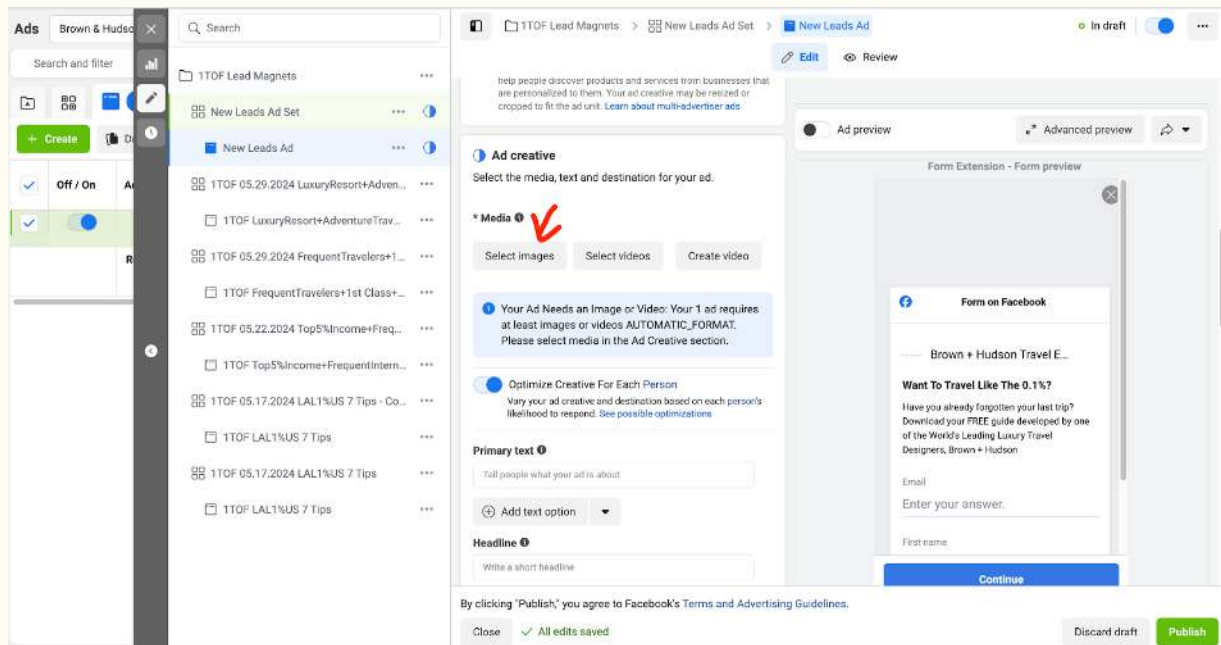 Ads
Brown & Hudso
Search and filter
Create
Off / On
Search
1TOF Lead Magnets
New Leads Ad Set
New Leads Ad
1TOF 05.29.2024 LuxuryResort+Adven...
1TOF LuxuryResort+AdventureTrav...
1TOF 05.29.2024 FrequentTravelers+1...
1TOF FrequentTravelers+1st Class+...
1TOF 05.22.2024 Top5%Income+Freq...
1TOF Top5%Income+FrequentIntern...
1TOF 05.17.2024 LAL1%US 7 Tips - Co...
1TOF LAL1%US 7 Tips
1TOF 05.17.2024 LAL1%US 7 Tips
1TOF LAL1%US 7 Tips
1TOF Lead Magnets > New Leads Ad Set > New Leads Ad
In draft
Edit
Review
help people discover products and services from businesses that
are personalized to them. Your ad creative may be resized or
cropped to fit the ad unit. Learn about multi-advertiser ads
Ad creative
Select the media, text and destination for your ad.
* Media
Select images
Select videos
Create video
Your Ad Needs an Image or Video: Your 1 ad requires
at least images or videos AUTOMATIC_FORMAT.
Please select media in the Ad Creative section.
Optimize Creative For Each Person
Vary your ad creative and destination based on each person's
likelihood to respond. See possible optimizations
Primary text
Tell people what your ad is about
Add text option
Headline
Write a short headline
Ad preview
Advanced preview
Form Extension - Form preview
Form on Facebook
Brown + Hudson Travel E...
Want To Travel Like The 0.1%?
Have you already forgotten your last trip?
Download your FREE guide developed by one
of the World's Leading Luxury Travel
Designers, Brown + Hudson
Email
Enter your answer.
First name
Continue
By clicking "Publish," you agree to Facebook's Terms and Advertising Guidelines.
Close
All edits saved
Discard draft
Publish